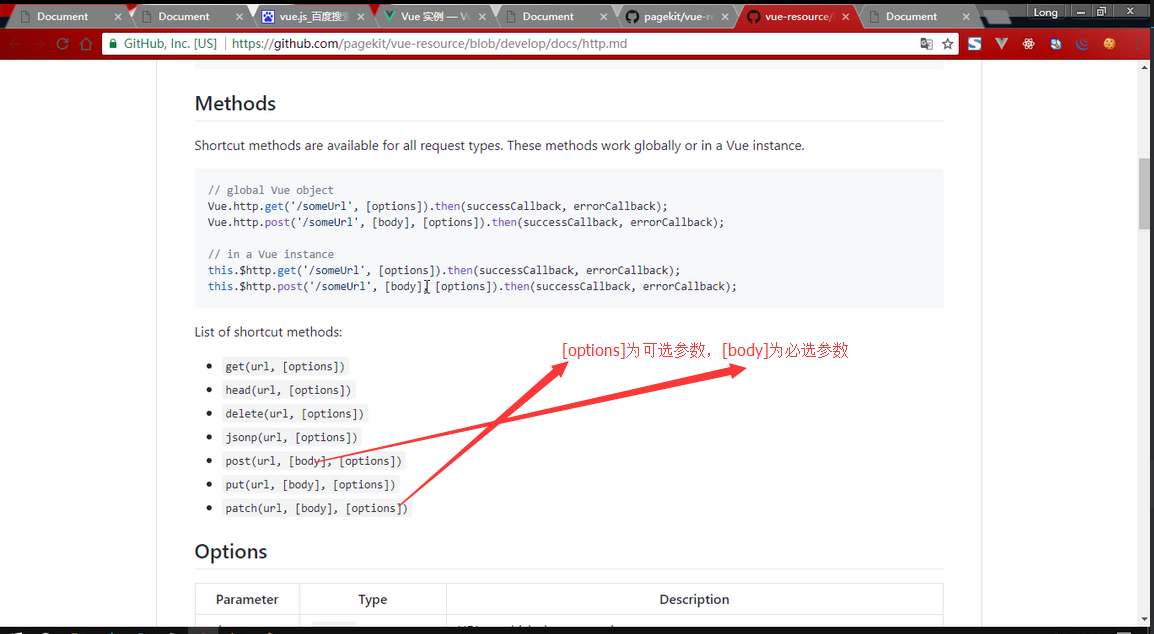 Document
Document
vue.js_百度搜
Vue 实例 — Vu
Document
pagekit/vue-re
vue-resource/
Document
Long
GitHub, Inc. [US] | https://github.com/pagekit/vue-resource/blob/develop/docs/http.md
Methods
Shortcut methods are available for all request types. These methods work globally or in a Vue instance.
// global Vue object
Vue.http.get('/someUrl', [options]).then(successCallback, errorCallback);
Vue.http.post('/someUrl', [body], [options]).then(successCallback, errorCallback);
// in a Vue instance
this.$http.get('/someUrl', [options]).then(successCallback, errorCallback);
this.$http.post('/someUrl', [body], [options]).then(successCallback, errorCallback);
List of shortcut methods:
[options]为可选参数，[body]为必选参数
get(url, [options])
head(url, [options])
delete(url, [options])
jsonp(url, [options])
post(url, [body], [options])
put(url, [body], [options])
patch(url, [body], [options])
Options
Parameter Type Description